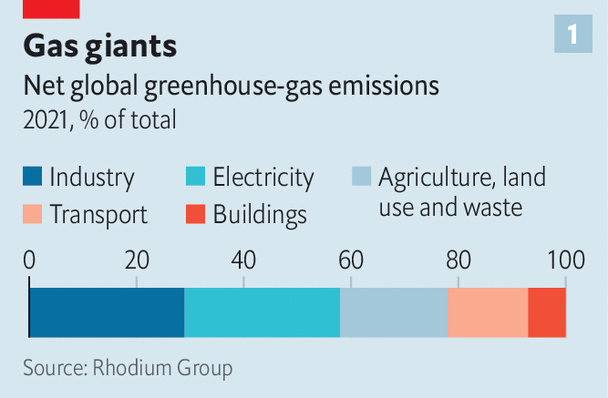 1
Gas giants
Net global greenhouse-gas emissions
2021, % of total
Industry
Electricity
Agriculture, land
use and waste
Transport
Buildings
0 20 40 60 80 100
Source: Rhodium Group